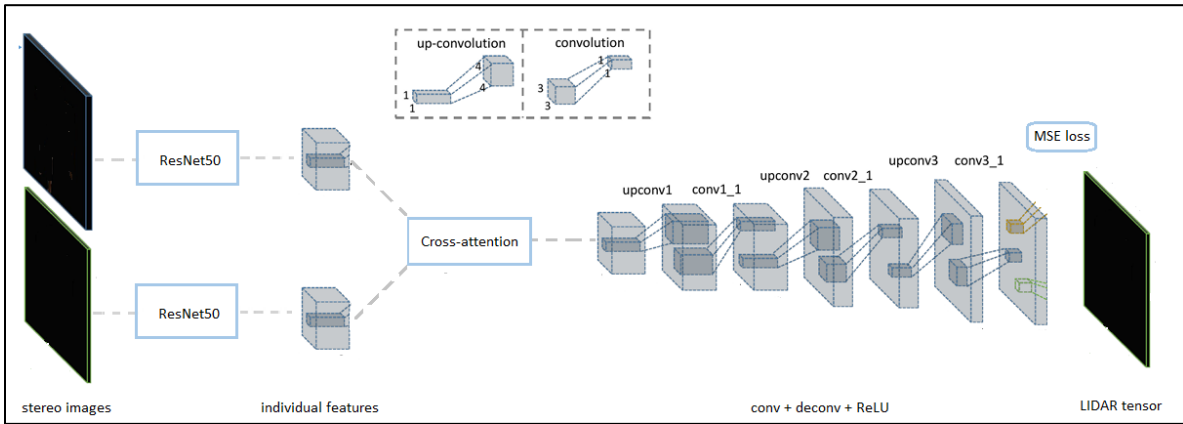 up-convolution
convolution
4
4
1
1
1
1
3
3
MSE loss
ResNet50
upconv3
conv3_1
upconv2
conv2_1
upconv1
conv1_1
Cross-attention
ResNet50
stereo images
individual features
conv + deconv + ReLU
LIDAR tensor